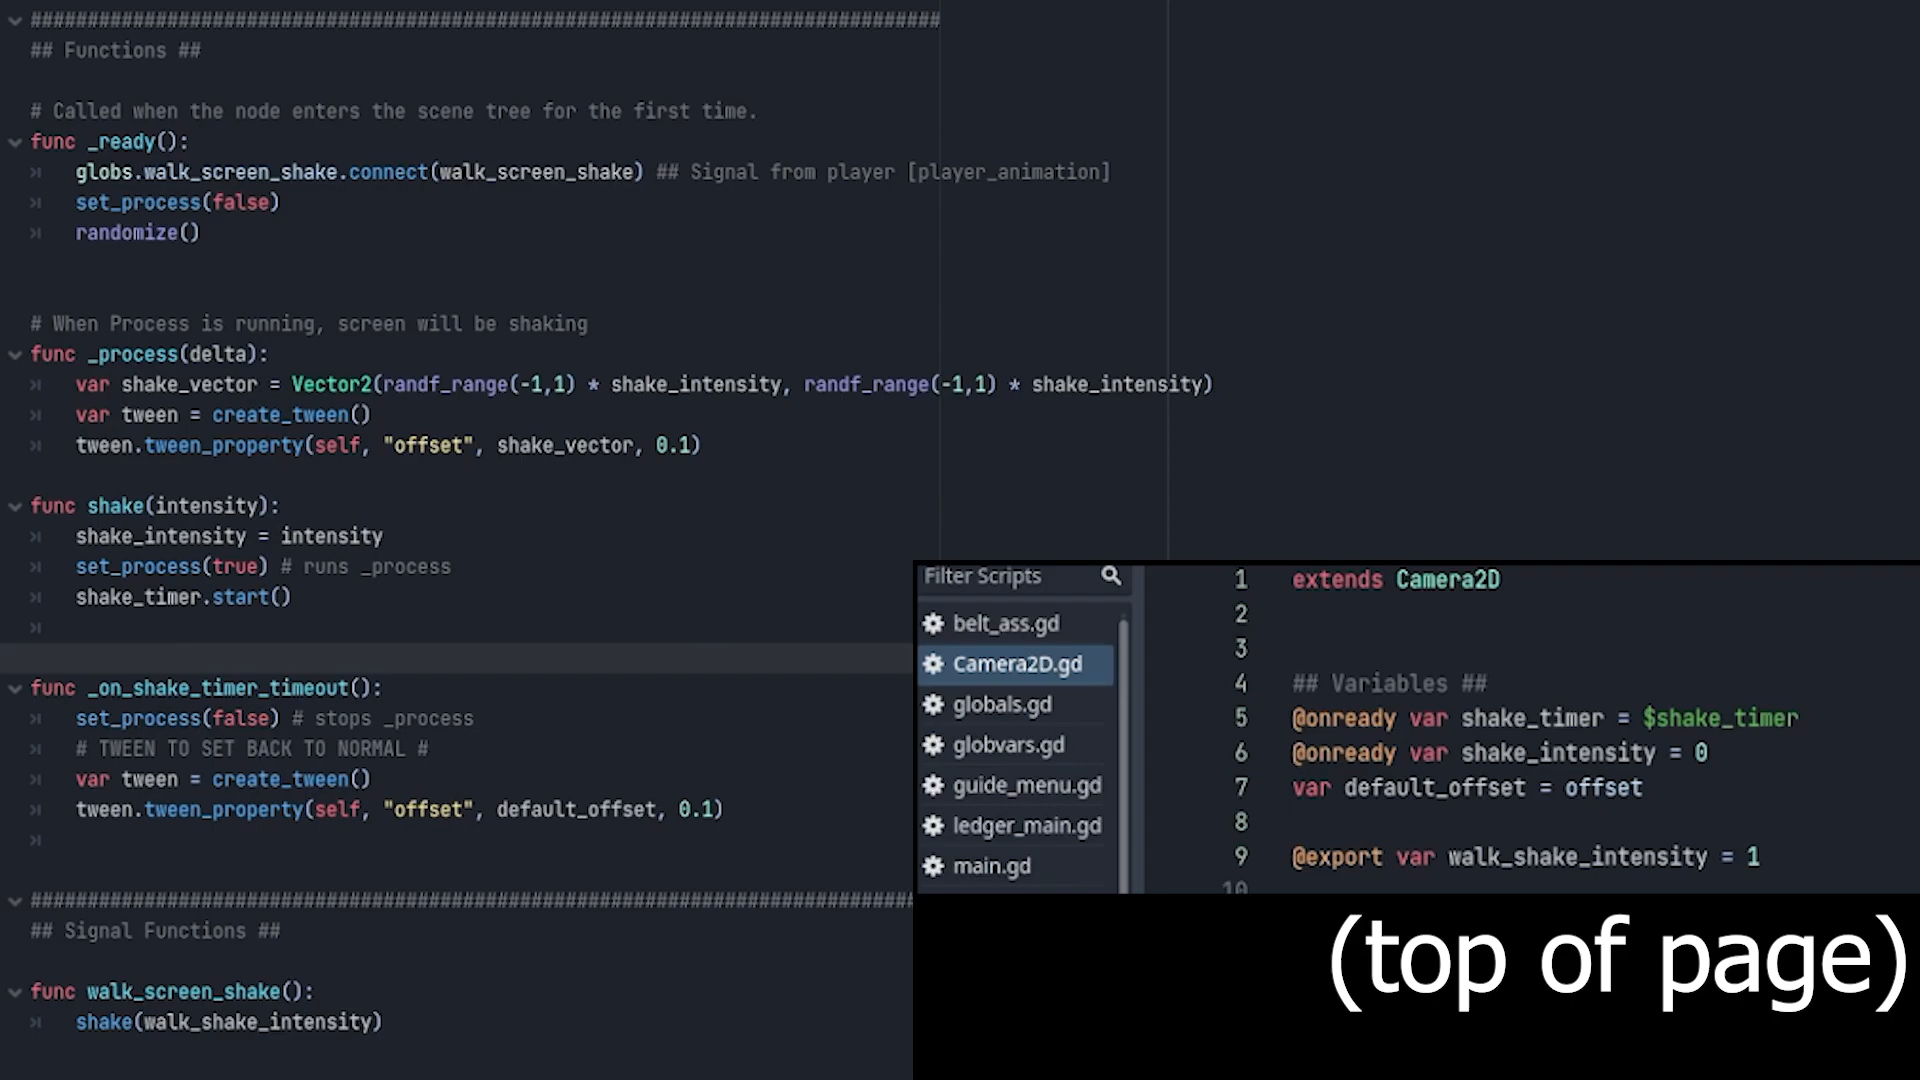 ################################################################################
## Functions ##
# Called when the node enters the scene tree for the first time.
func _ready():
globs.walk_screen_shake.connect(walk_screen_shake) ## Signal from player [player_animation]
set_process(false)
randomize()
# When Process is running, screen will be shaking
func _process(delta):
var shake_vector = Vector2(randf_range(-1,1) * shake_intensity, randf_range(-1,1) * shake_intensity)
var tween = create_tween()
tween.tween_property(self, "offset", shake_vector, 0.1)
func shake(intensity):
shake_intensity = intensity
set_process(true) # runs _process
shake_timer.start()
func _on_shake_timer_timeout():
set_process(false) # stops _process
# TWEEN TO SET BACK TO NORMAL #
var tween = create_tween()
tween.tween_property(self, "offset", default_offset, 0.1)
##############################################################################
## Signal Functions ##
func walk_screen_shake():
shake(walk_shake_intensity)
Filter Scripts
belt_ass.gd
Camera2D.gd
globals.gd
globvars.gd
guide_menu.gd
ledger_main.gd
main.gd
1 extends Camera2D
2
3
4 ## Variables ##
5 @onready var shake_timer = $shake_timer
6 @onready var shake_intensity = 0
7 var default_offset = offset
8
9 @export var walk_shake_intensity = 1
10
(top of page)